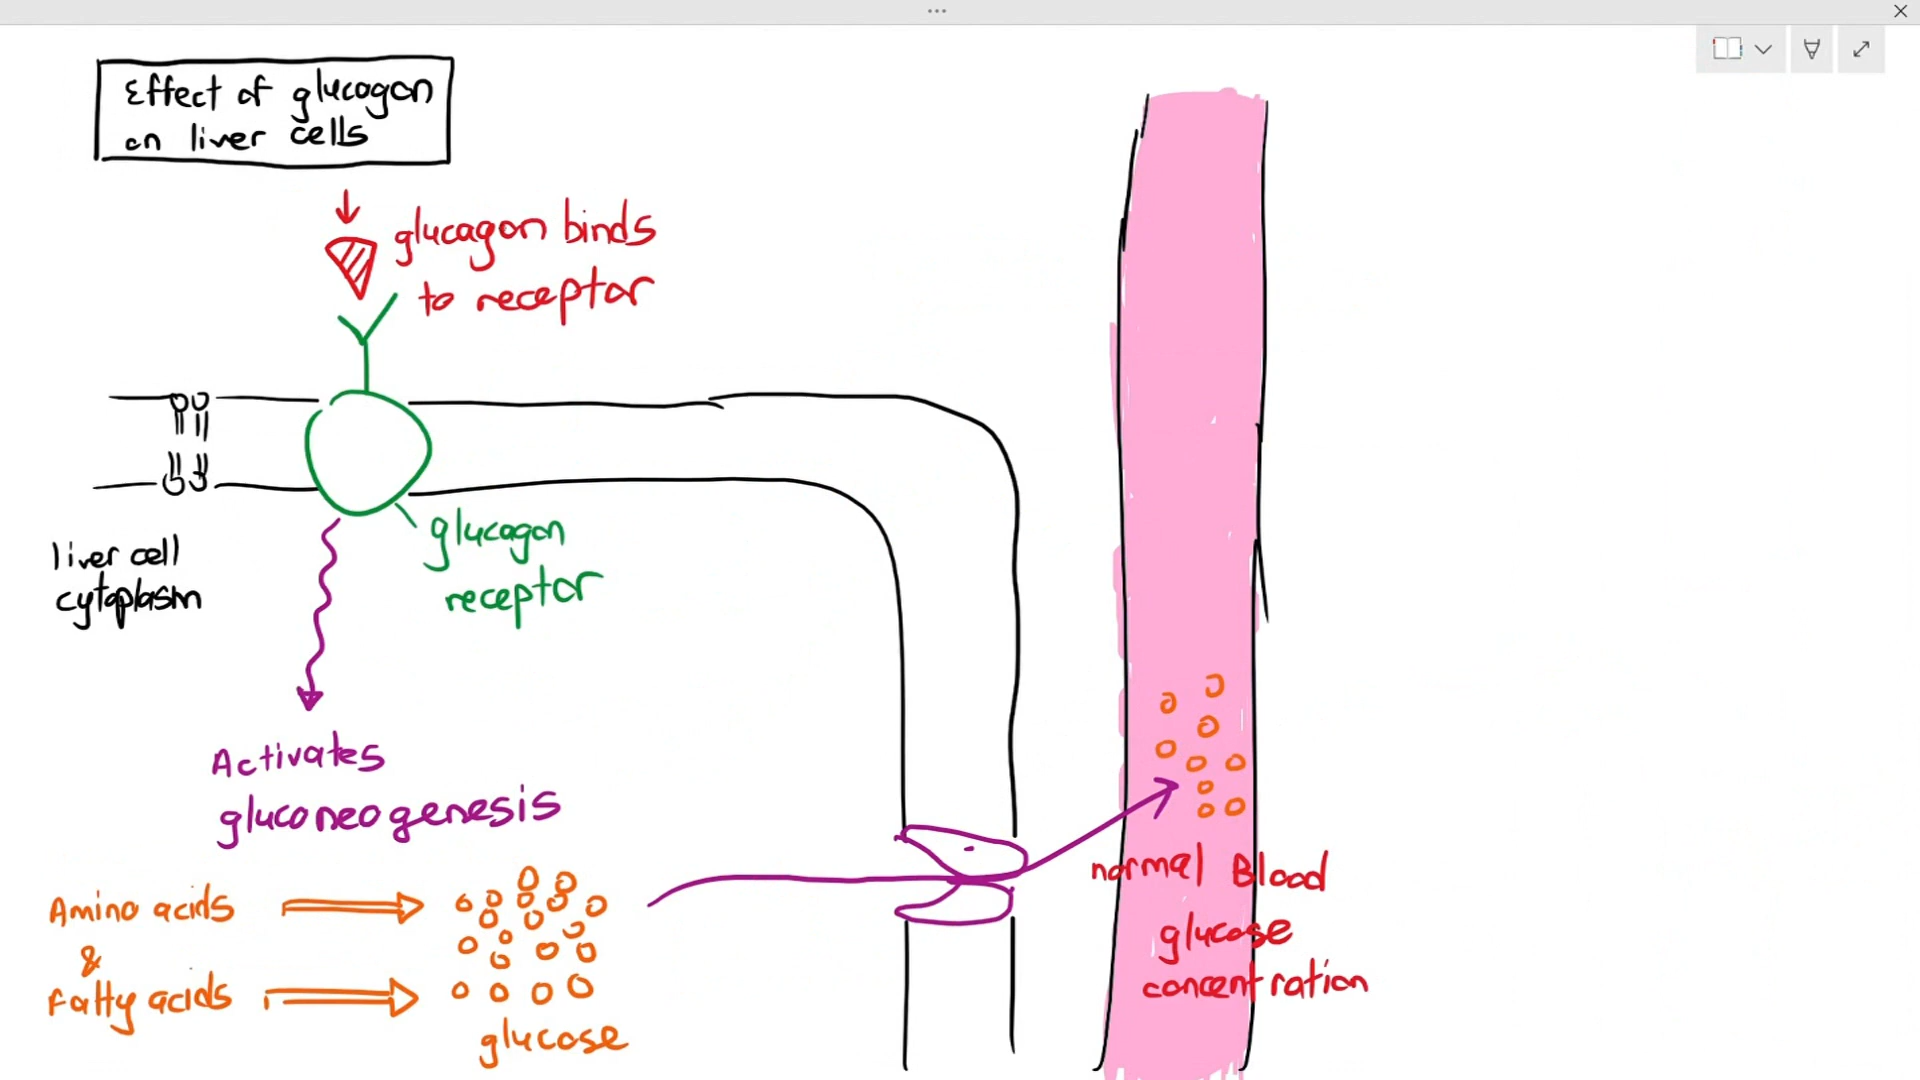 Effect of glucagon
on liver cells
glucagon binds
to receptor
glucagon
receptor
liver cell
cytoplasm
Activates
gluconeogenesis
Amino acids
&
Fatty acids
glucose
normal Blood
glucose
concentration